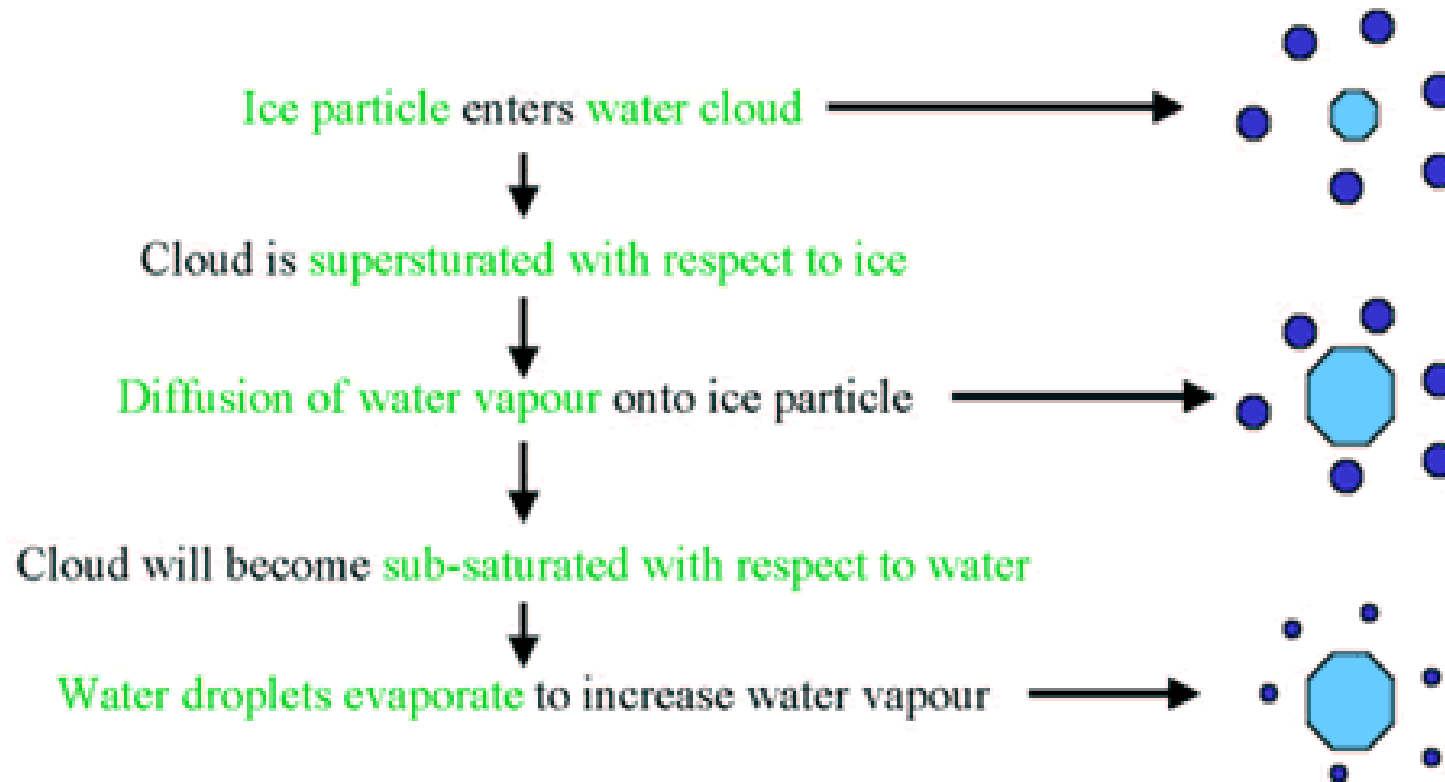 Ice particle enters water cloud
Cloud is supersturated with respect to ice
Diffusion of water vapour onto ice particle
Cloud will become sub-saturated with respect to water
Water droplets evaporate to increase water vapour